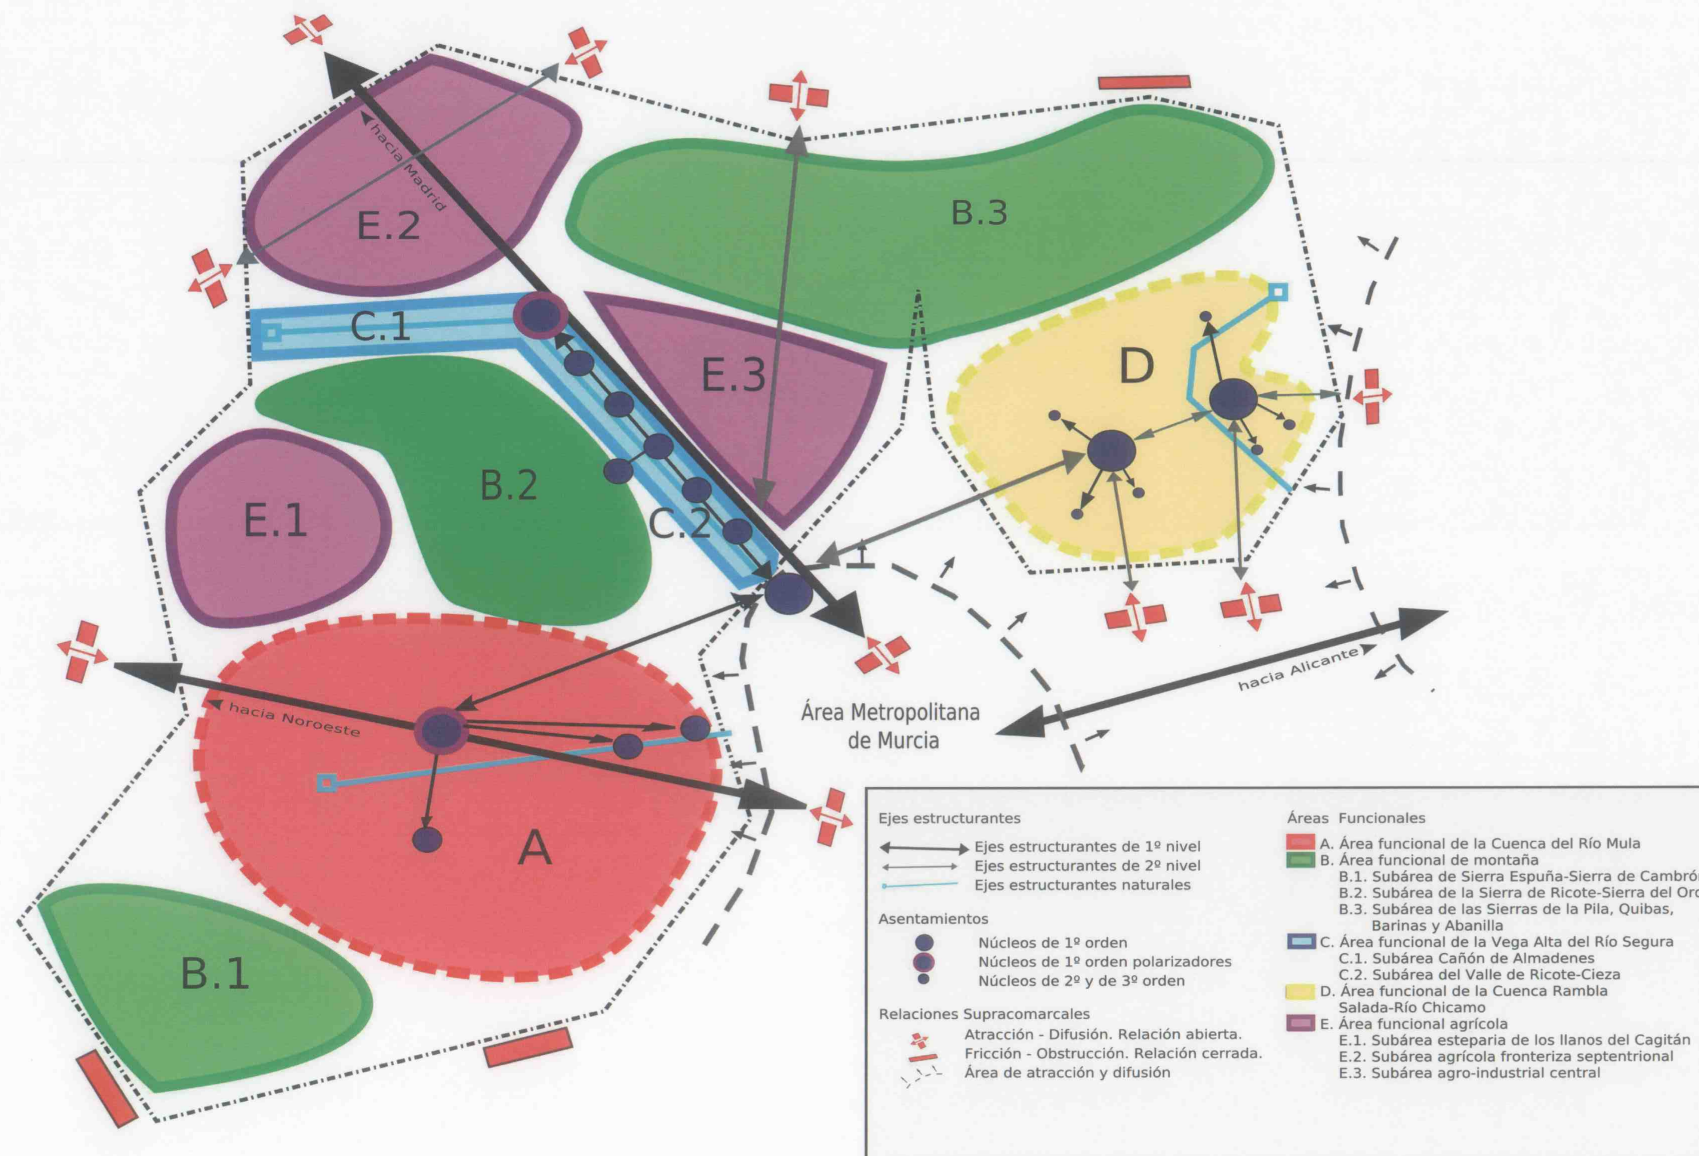 hacia Madrid
E.2
B.3
C.1
E.3
D
B.2
E.1
C.2
hacia Noroeste
hacia Alicante
Área Metropolitana
de Murcia
A
B.1
Ejes estructurantes
Ejes estructurantes de 1º nivel
Ejes estructurantes de 2º nivel
Ejes estructurantes naturales
Asentamientos
Núcleos de 1º orden
Núcleos de 1º orden polarizadores
Núcleos de 2º y de 3º orden
Relaciones Supracomarcales
Atracción - Difusión. Relación abierta.
Fricción - Obstrucción. Relación cerrada.
Área de atracción y difusión
Áreas Funcionales
A. Área funcional de la Cuenca del Río Mula
B. Área funcional de montaña
B.1. Subárea de Sierra Espuña-Sierra de Cambrón
B.2. Subárea de la Sierra de Ricote-Sierra del Oro
B.3. Subárea de las Sierras de la Pila, Quibas,
Barinas y Abanilla
C. Área funcional de la Vega Alta del Río Segura
C.1. Subárea Cañón de Almadenes
C.2. Subárea del Valle de Ricote-Cieza
D. Área funcional de la Cuenca Rambla
Salada-Río Chicamo
E. Área funcional agrícola
E.1. Subárea esteparia de los llanos del Cagitán
E.2. Subárea agrícola fronteriza septentrional
E.3. Subárea agro-industrial central